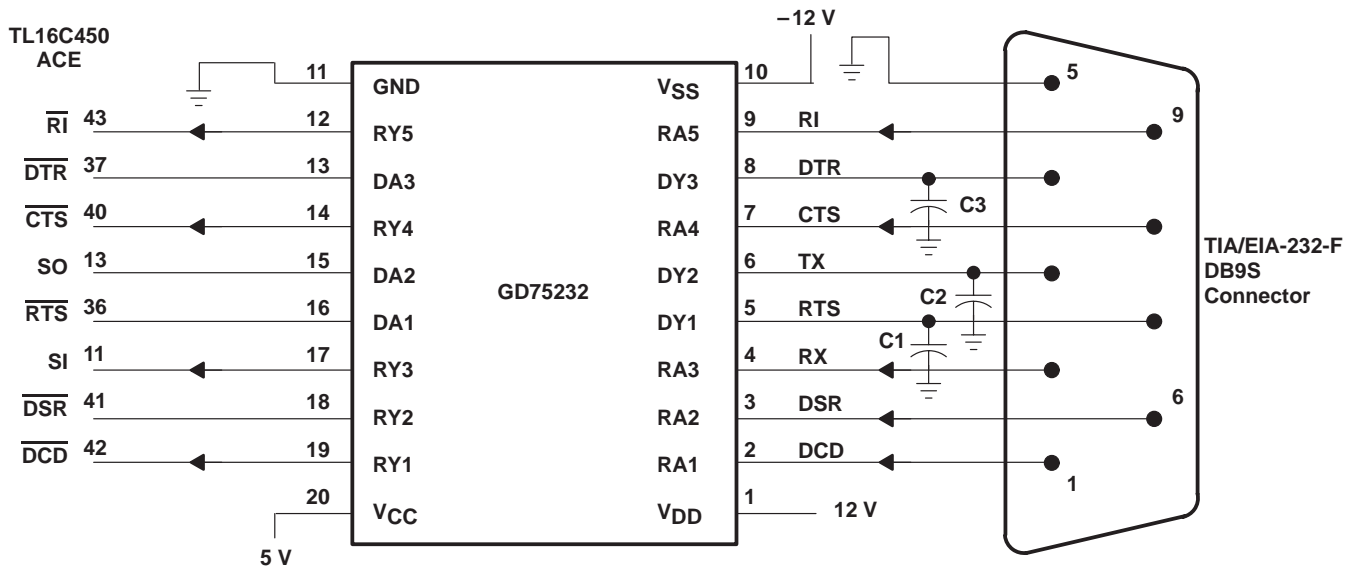 TL16C450
ACE
–12 V
11 GND VSS 10 5
RI 43 12 RY5 RA5 9 RI 9
DTR 37 13 DA3 DY3 8 DTR
C3
CTS 40 14 RY4 RA4 7 CTS
TIA/EIA-232-F
DB9S
Connector
SO 13 15 DA2 GD75232 DY2 6 TX
C2
RTS 36 16 DA1 DY1 5 RTS
C1
SI 11 17 RY3 RA3 4 RX
DSR 41 18 RY2 RA2 3 DSR 6
DCD 42 19 RY1 RA1 2 DCD 1
20 VCC VDD 1 12 V
5 V